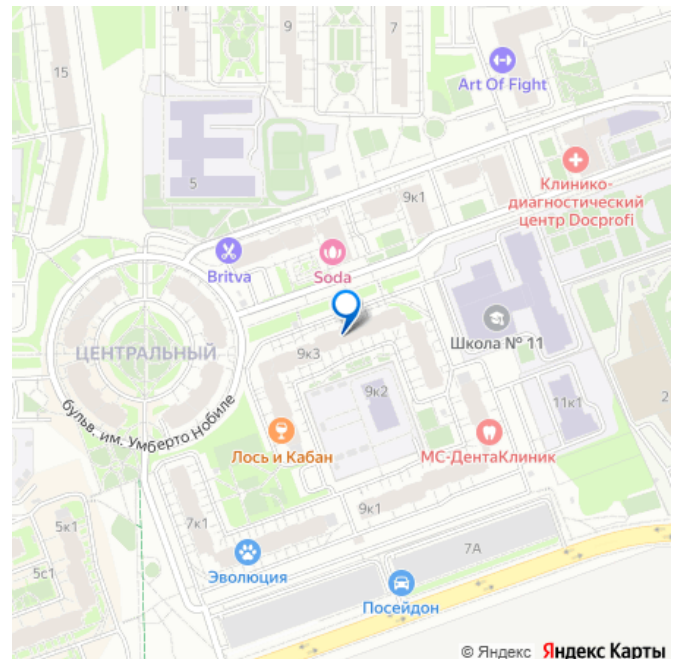 9
7
15
Art Of Fight
5
9к1
Клинико-
диагностический
центр Docprofi
Britva
Soda
ЦЕНТРАЛЬНЫЙ
9к3
Школа № 11
9к2
11к1
2
бульв. им. Умберто Нобиле
Лось и Кабан
МС-ДентаКлиник
5к1
7к1
9к1
7А
5с1
Эволюция
Посейдон
© Яндекс Яндекс Карты